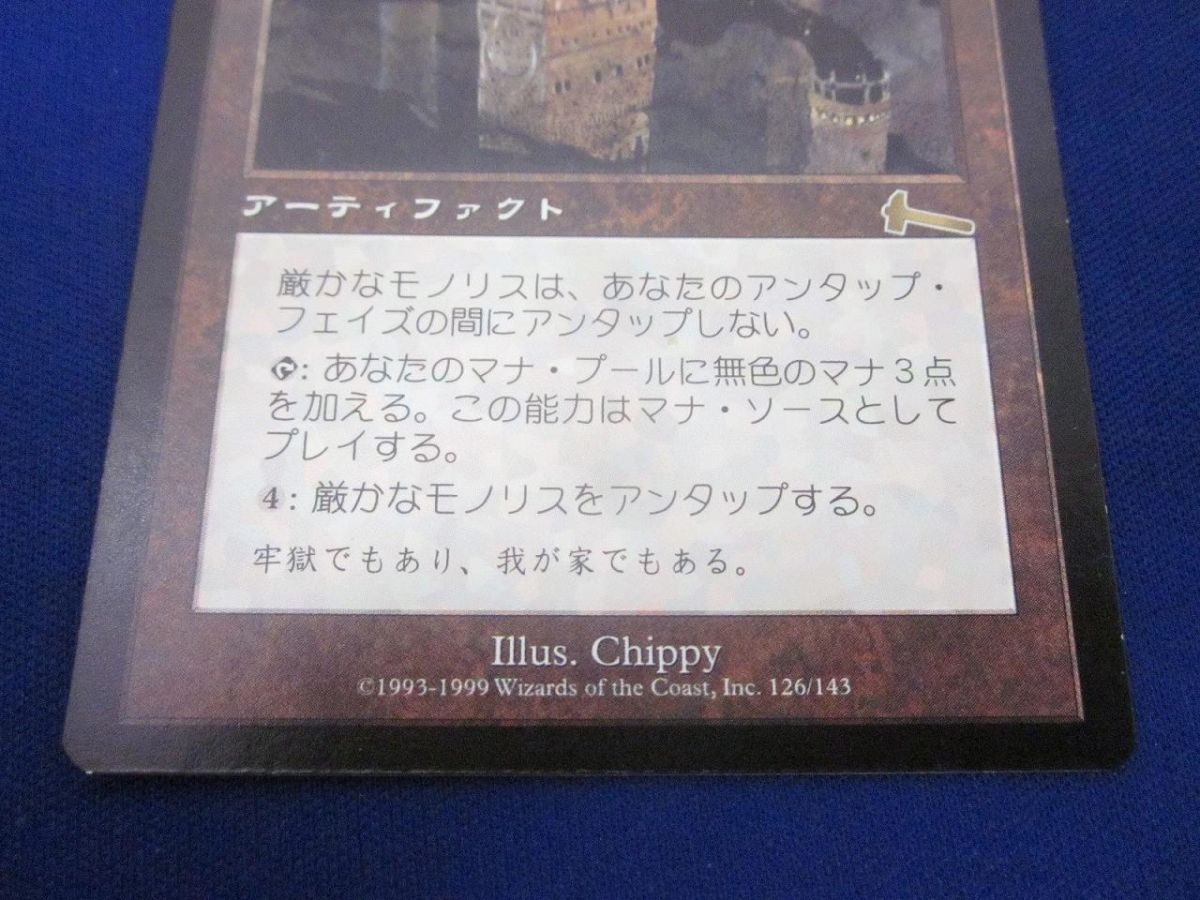 アーティファクト
厳かなモノリスは、あなたのアンタップ・
フェイズの間にアンタップしない。
: あなたのマナ・プールに無色のマナ３点
を加える。この能力はマナ・ソースとして
プレイする。
4: 厳かなモノリスをアンタップする。
牢獄でもあり、我が家でもある。
Illus. Chippy
©1993-1999 Wizards of the Coast, Inc. 126/143